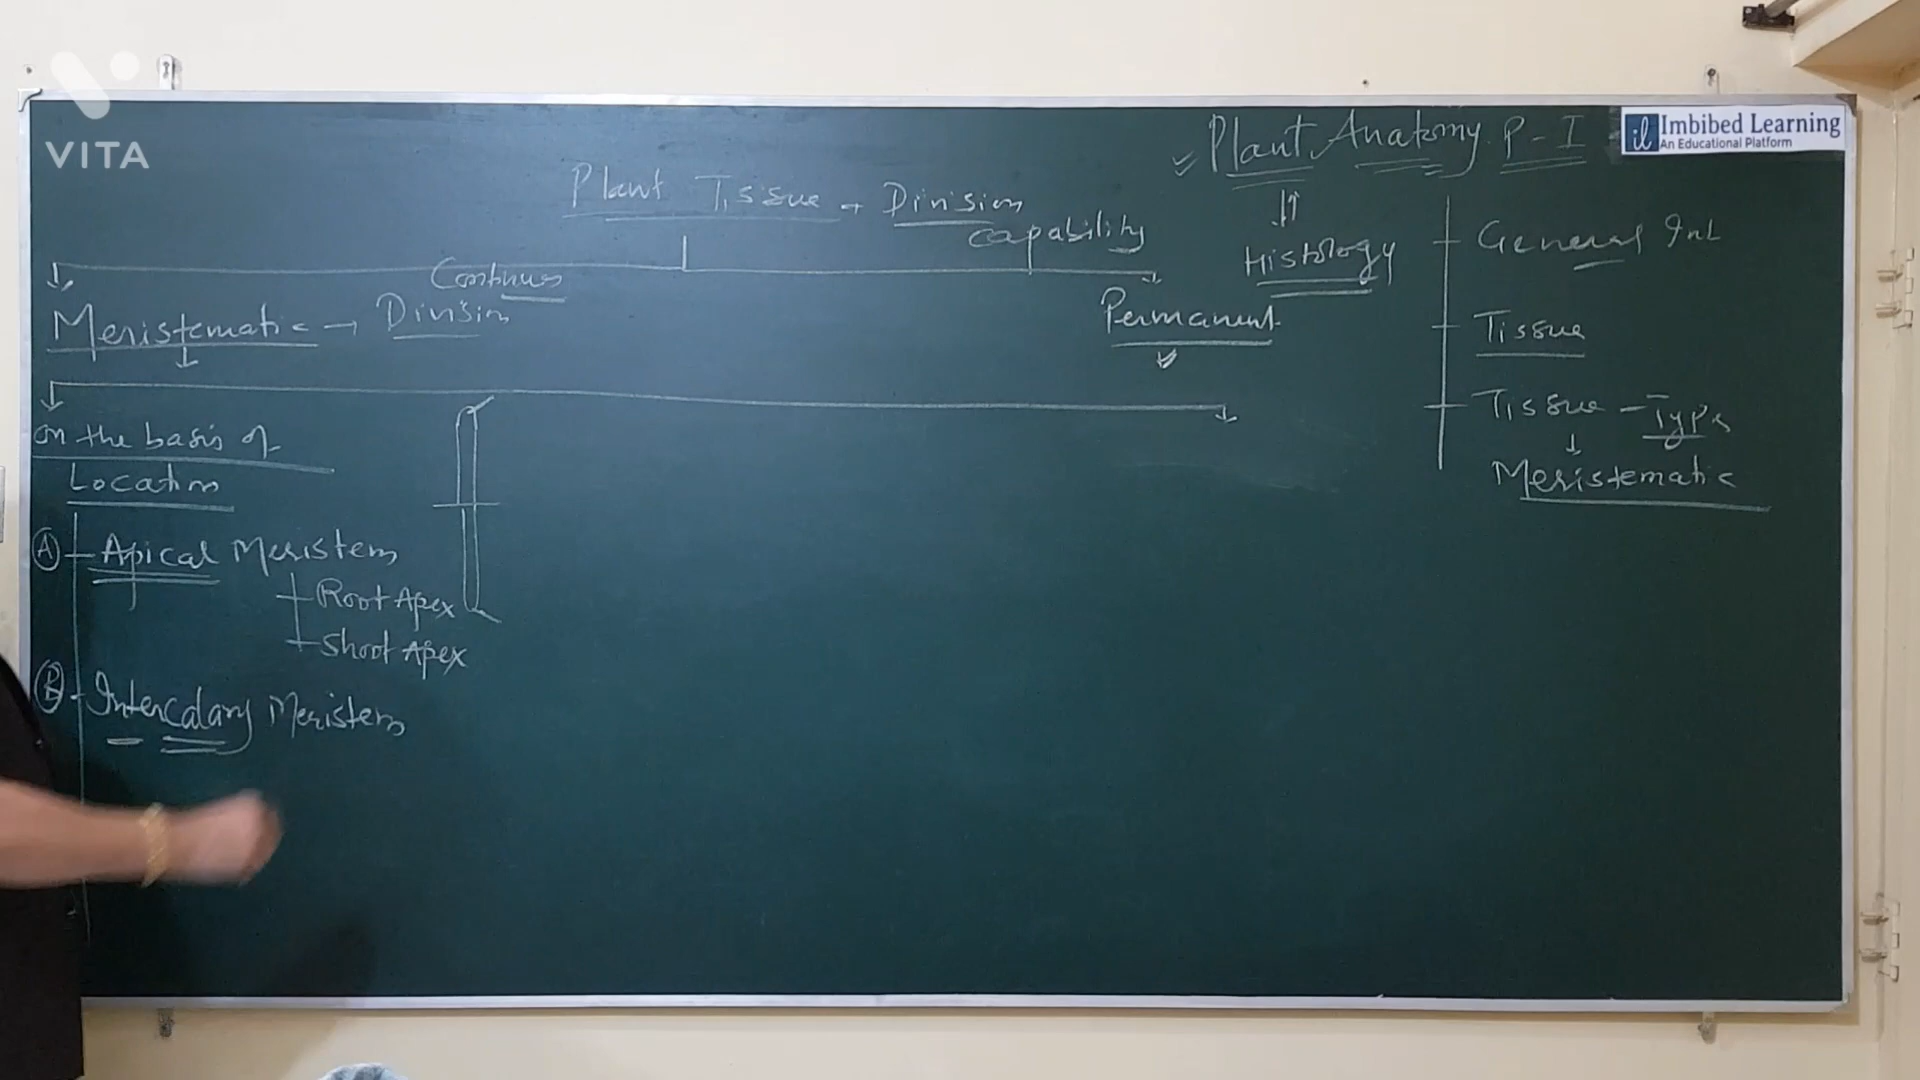 VITA
Imbibed Learning
An Educational Platform
Plant Anatomy P-I
Histology
General Int
Tissue
Tissue - Types
Meristematic
Plant Tissue → Division
capability
Continues
Meristematic → Division
Permanent
on the basis of
Location
A Apical Meristem
Root Apex
Shoot Apex
B Intercalary Meristem